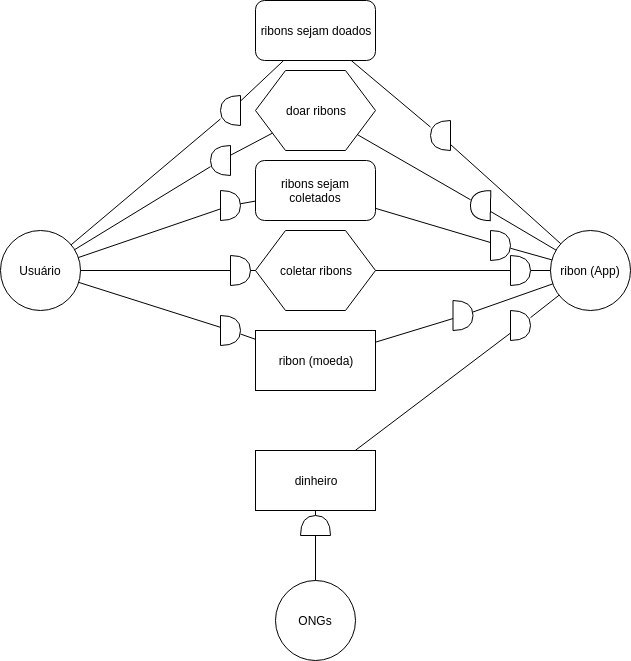 ribons sejam doados
doar ribons
ribons sejam
coletados
Usuário
coletar ribons
ribon (App)
ribon (moeda)
dinheiro
ONGs